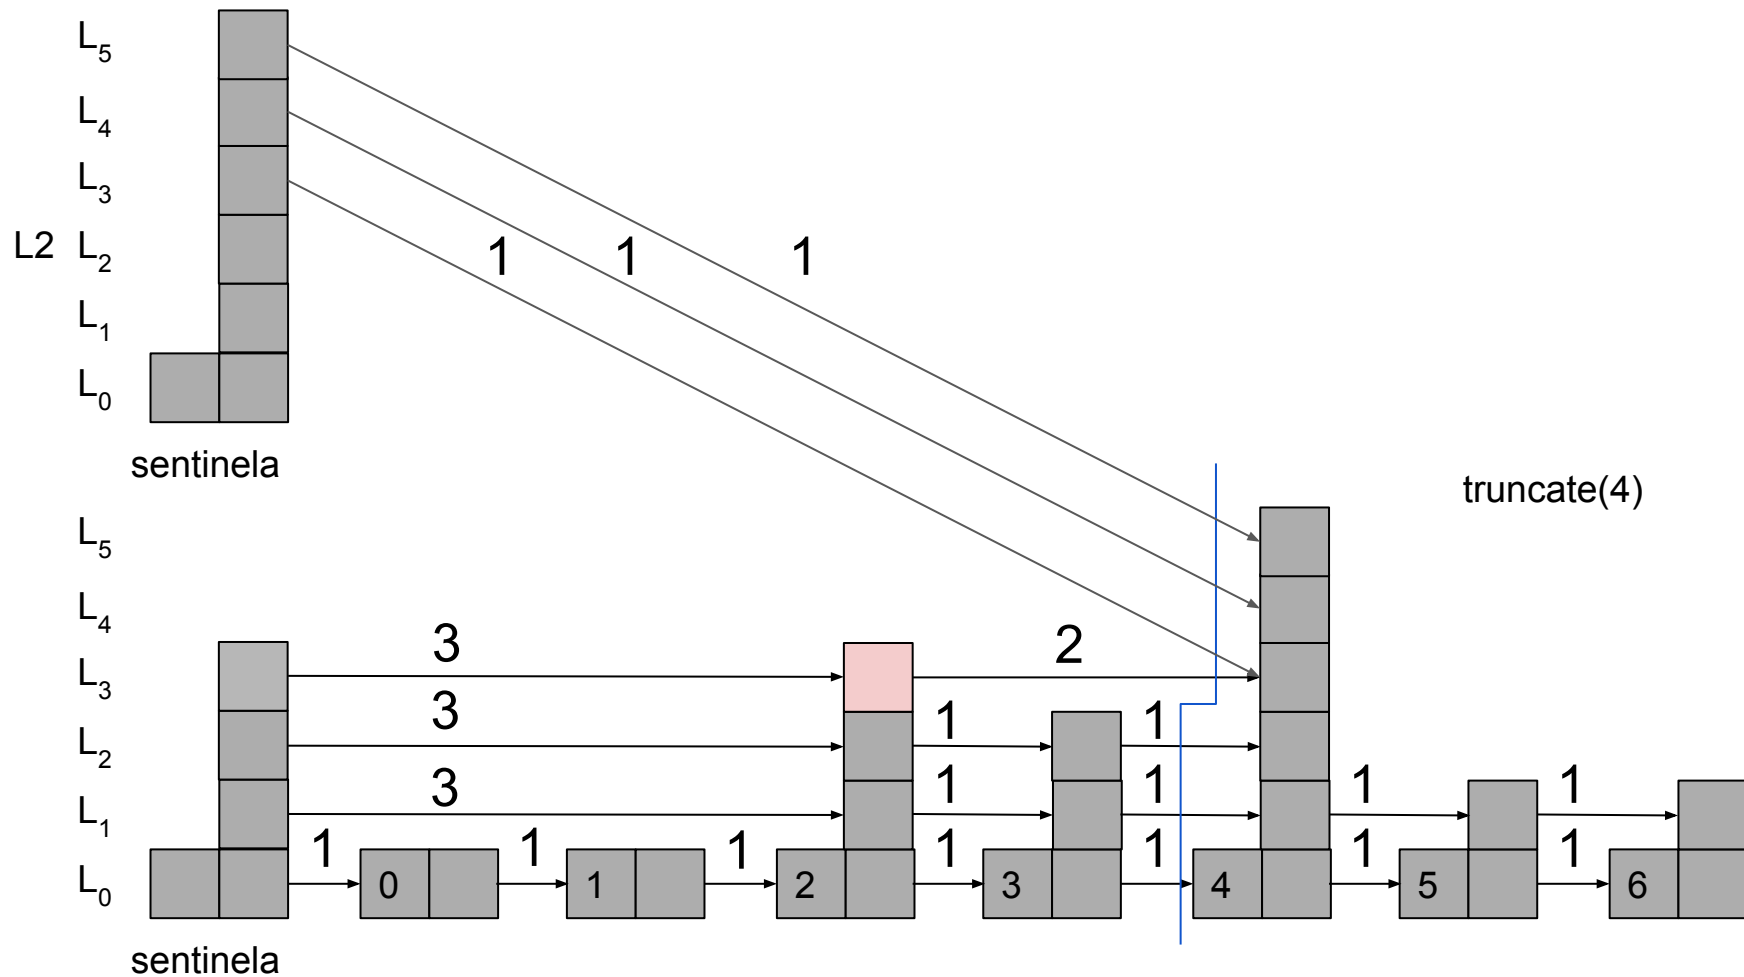 L5
L4
L3
1 1 1
L2 L2
L1
L0
sentinela
truncate(4)
L5
L4
3 2
L3
3 1 1
L2
3 1 1 1 1
L1
1 1 1 1 1 1 1
L0 0 1 2 3 4 5 6
sentinela